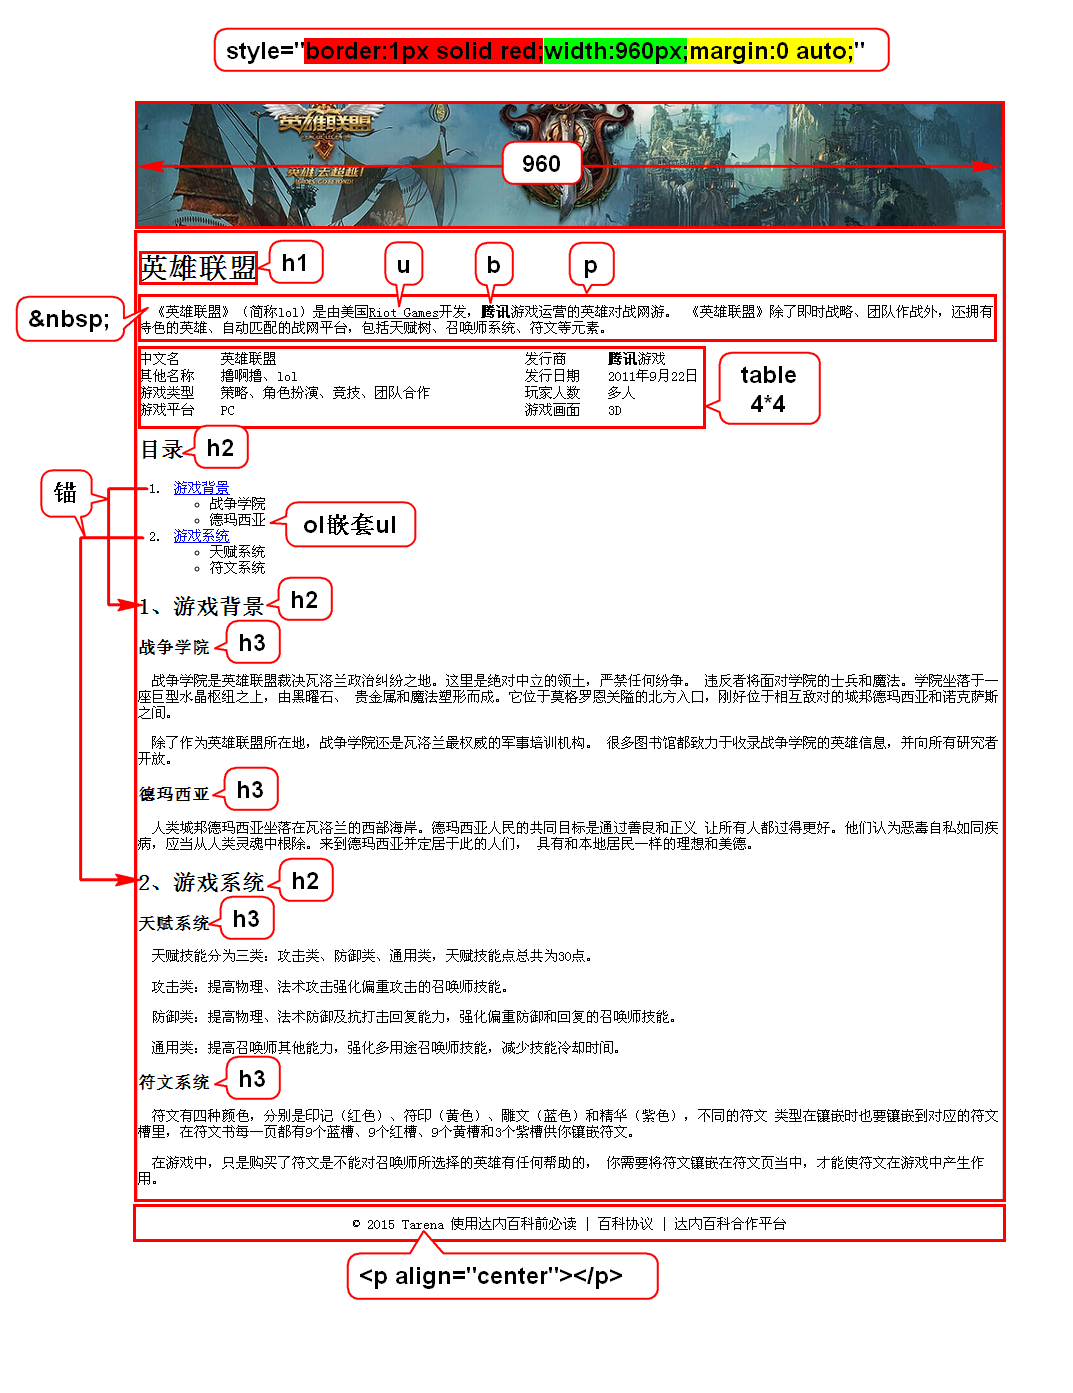 style="border:1px solid red;width:960px;margin:0 auto;"
英雄联盟
英雄,去超越!
HEROES GO BEYOND!
960
英雄联盟
h1
u
b
p
&nbsp;
《英雄联盟》（简称lol）是由美国Riot Games开发，腾讯游戏运营的英雄对战网游。 《英雄联盟》除了即时战略、团队作战外，还拥有
特色的英雄、自动匹配的战网平台，包括天赋树、召唤师系统、符文等元素。
中文名 英雄联盟 发行商 腾讯游戏
其他名称 撸啊撸、lol 发行日期 2011年9月22日
游戏类型 策略、角色扮演、竞技、团队合作 玩家人数 多人
游戏平台 PC 游戏画面 3D
table
4*4
目录
h2
锚
1. 游戏背景
战争学院
德玛西亚
ol嵌套ul
2. 游戏系统
天赋系统
符文系统
1、游戏背景
h2
战争学院
h3
战争学院是英雄联盟裁决瓦洛兰政治纠纷之地。这里是绝对中立的领土，严禁任何纷争。 违反者将面对学院的士兵和魔法。学院坐落于一
座巨型水晶枢纽之上，由黑曜石、 贵金属和魔法塑形而成。它位于莫格罗恩关隘的北方入口，刚好位于相互敌对的城邦德玛西亚和诺克萨斯
之间。
除了作为英雄联盟所在地，战争学院还是瓦洛兰最权威的军事培训机构。 很多图书馆都致力于收录战争学院的英雄信息，并向所有研究者
开放。
德玛西亚
h3
人类城邦德玛西亚坐落在瓦洛兰的西部海岸。德玛西亚人民的共同目标是通过善良和正义 让所有人都过得更好。他们认为恶毒自私如同疾
病，应当从人类灵魂中根除。来到德玛西亚并定居于此的人们， 具有和本地居民一样的理想和美德。
2、游戏系统
h2
天赋系统
h3
天赋技能分为三类：攻击类、防御类、通用类，天赋技能点总共为30点。
攻击类：提高物理、法术攻击强化偏重攻击的召唤师技能。
防御类：提高物理、法术防御及抗打击回复能力，强化偏重防御和回复的召唤师技能。
通用类：提高召唤师其他能力，强化多用途召唤师技能，减少技能冷却时间。
符文系统
h3
符文有四种颜色，分别是印记（红色）、符印（黄色）、雕文（蓝色）和精华（紫色），不同的符文 类型在镶嵌时也要镶嵌到对应的符文
槽里，在符文书每一页都有9个蓝槽、9个红槽、9个黄槽和3个紫槽供你镶嵌符文。
在游戏中，只是购买了符文是不能对召唤师所选择的英雄有任何帮助的， 你需要将符文镶嵌在符文页当中，才能使符文在游戏中产生作
用。
© 2015 Tarena 使用达内百科前必读 | 百科协议 | 达内百科合作平台
<p align="center"></p>